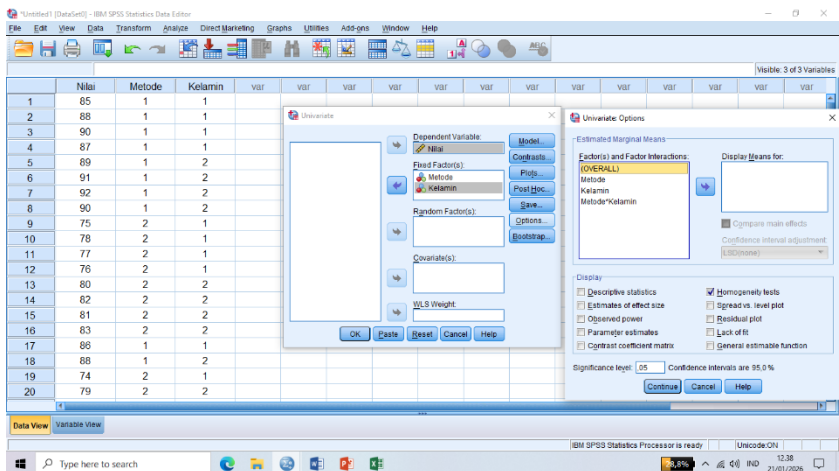 *Untitled1 [DataSet0] - IBM SPSS Statistics Data Editor
File Edit View Data Transform Analyze Direct Marketing Graphs Utilities Add-ons Window Help
Visible: 3 of 3 Variables
Nilai Metode Kelamin var var var var var var var var var var var var var
1 85 1 1
2 88 1 1
3 90 1 1
4 87 1 1
5 89 1 2
6 91 1 2
7 92 1 2
8 90 1 2
9 75 2 1
10 78 2 1
11 77 2 1
12 76 2 1
13 80 2 2
14 82 2 2
15 81 2 2
16 83 2 2
17 86 1 1
18 88 1 2
19 74 2 1
20 79 2 2
Univariate
Dependent Variable:
Nilai
Fixed Factor(s):
Metode
Kelamin
Random Factor(s):
Covariate(s):
WLS Weight:
Model...
Contrasts...
Plots...
Post Hoc...
Save...
Options...
Bootstrap...
OK Paste Reset Cancel Help
Univariate: Options
Estimated Marginal Means
Factor(s) and Factor Interactions:
(OVERALL)
Metode
Kelamin
Metode*Kelamin
Display Means for:
Compare main effects
Confidence interval adjustment:
LSD(none)
Display
Descriptive statistics Homogeneity tests
Estimates of effect size Spread vs. level plot
Observed power Residual plot
Parameter estimates Lack of fit
Contrast coefficient matrix General estimable function
Significance level: .05 Confidence intervals are 95,0 %
Continue Cancel Help
Data View Variable View
IBM SPSS Statistics Processor is ready Unicode:ON
Type here to search
IND
12.38
21/01/2026